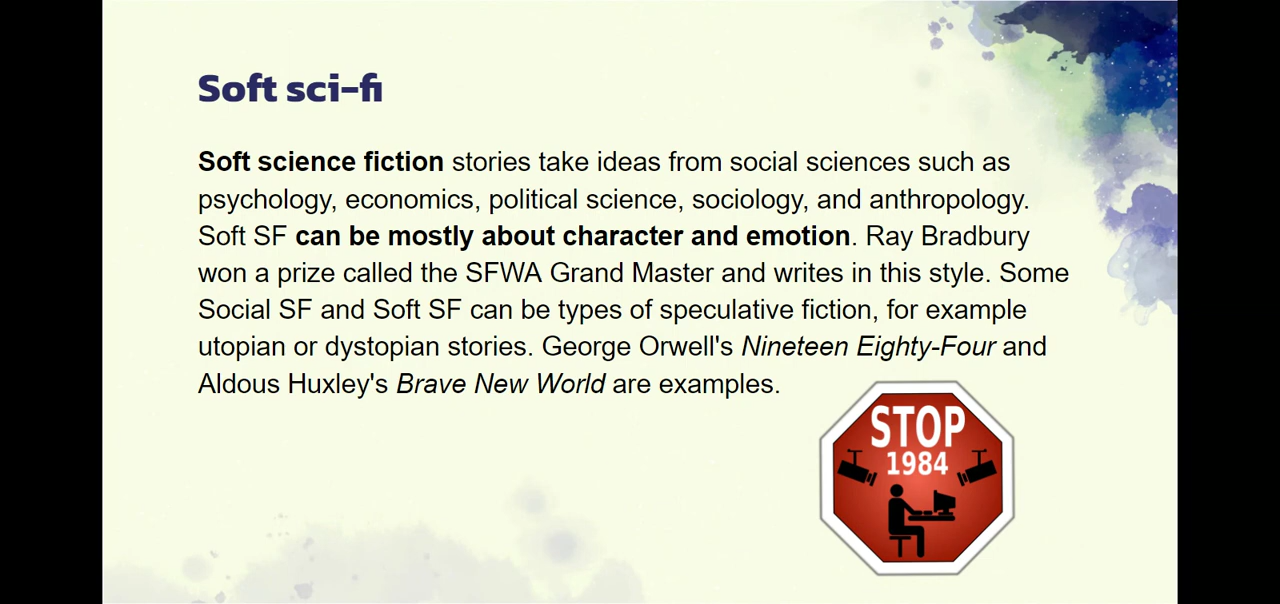 Soft sci-fi
Soft science fiction stories take ideas from social sciences such as
psychology, economics, political science, sociology, and anthropology.
Soft SF can be mostly about character and emotion. Ray Bradbury
won a prize called the SFWA Grand Master and writes in this style. Some
Social SF and Soft SF can be types of speculative fiction, for example
utopian or dystopian stories. George Orwell's Nineteen Eighty-Four and
Aldous Huxley's Brave New World are examples.
STOP
1984